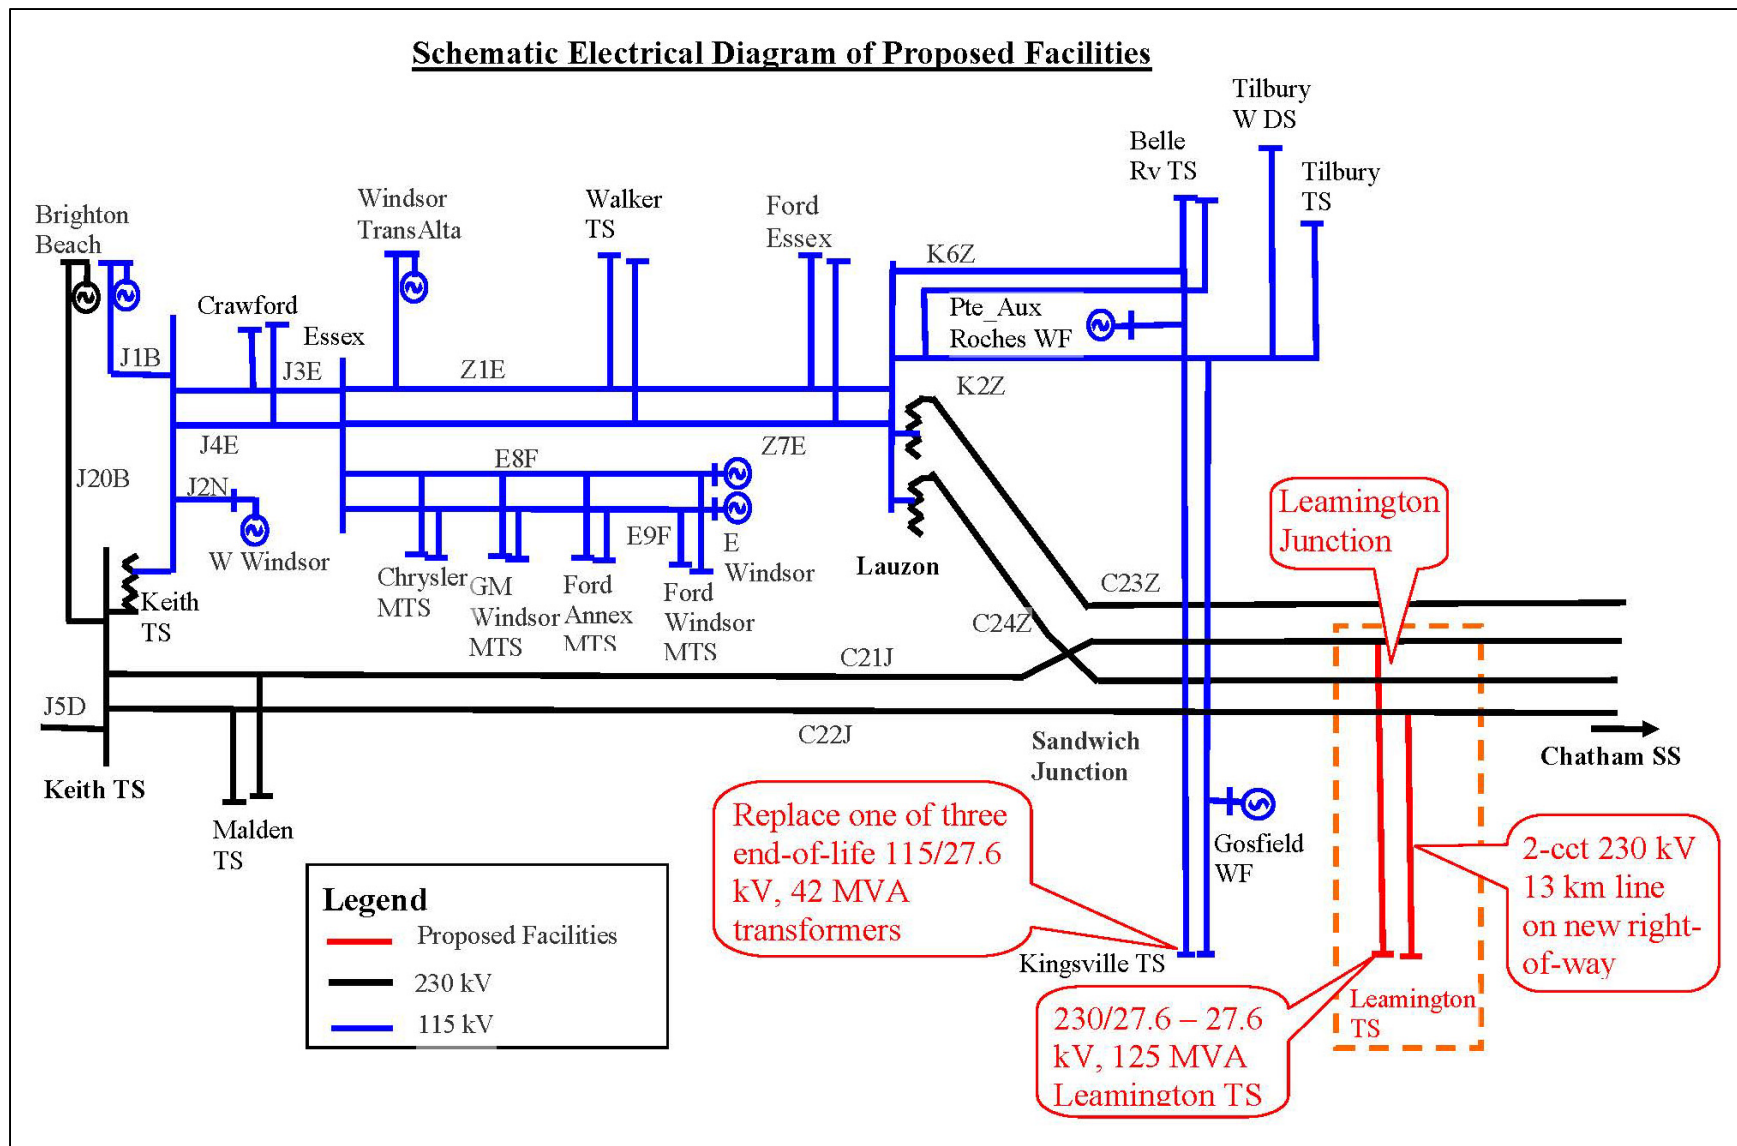 Schematic Electrical Diagram of Proposed Facilities
Tilbury
W DS
Belle
Rv TS
Tilbury
TS
Brighton
Beach
Windsor
TransAlta
Walker
TS
Ford
Essex
K6Z
Crawford
Essex
Pte_Aux
Roches WF
J1B
J3E
Z1E
K2Z
J4E
Z7E
J20B
J2N
E8F
E9F
E
Windsor
W Windsor
Lauzon
Leamington
Junction
Keith
TS
Chrysler
MTS
GM
Windsor
MTS
Ford
Annex
MTS
Ford
Windsor
MTS
C23Z
C24Z
C21J
J5D
C22J
Sandwich
Junction
Chatham SS
Keith TS
Malden
TS
Replace one of three
end-of-life 115/27.6
kV, 42 MVA
transformers
Gosfield
WF
2-cct 230 kV
13 km line
on new right-
of-way
Legend
Proposed Facilities
230 kV
115 kV
Kingsville TS
Leamington
TS
230/27.6 – 27.6
kV, 125 MVA
Leamington TS